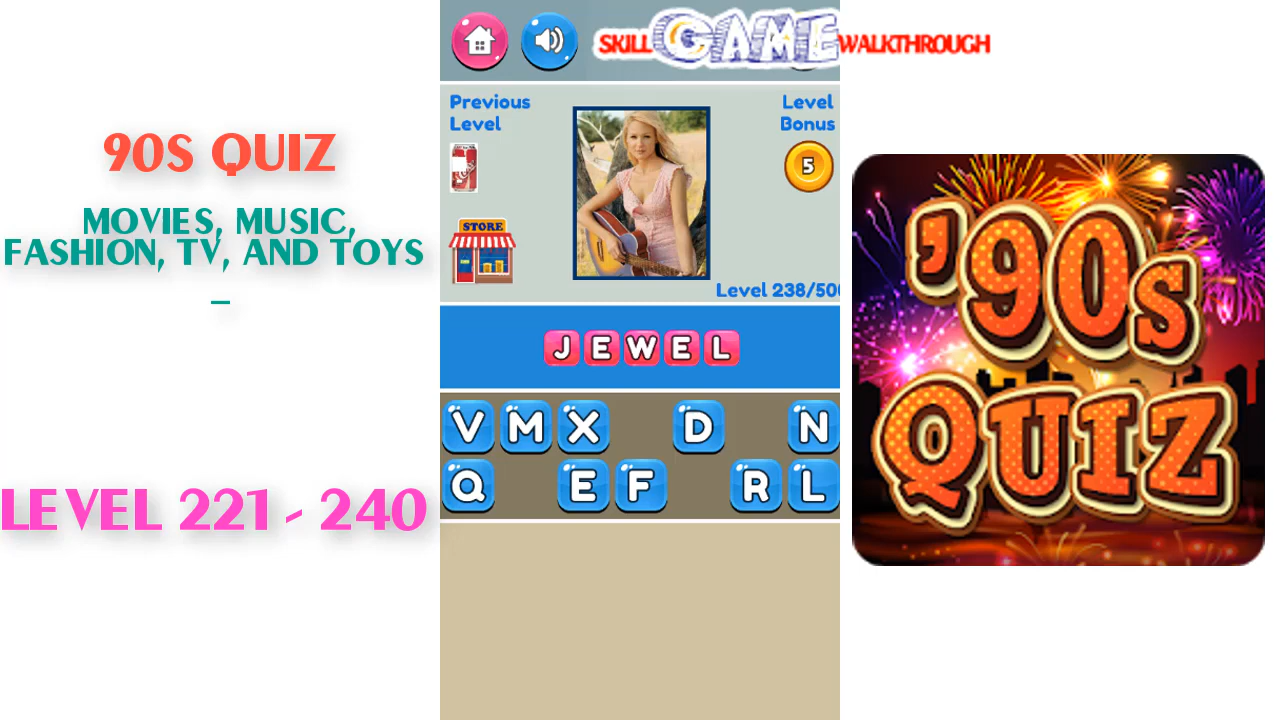 90S QUIZ
MOVIES, MUSIC,
FASHION, TV, AND TOYS
–
LEVEL 221 - 240
SKILL GAME WALKTHROUGH
Previous
Level
Level
Bonus
5
STORE
Level 238/500
J E W E L
V M X D N
Q E F R L
'90s
QUIZ